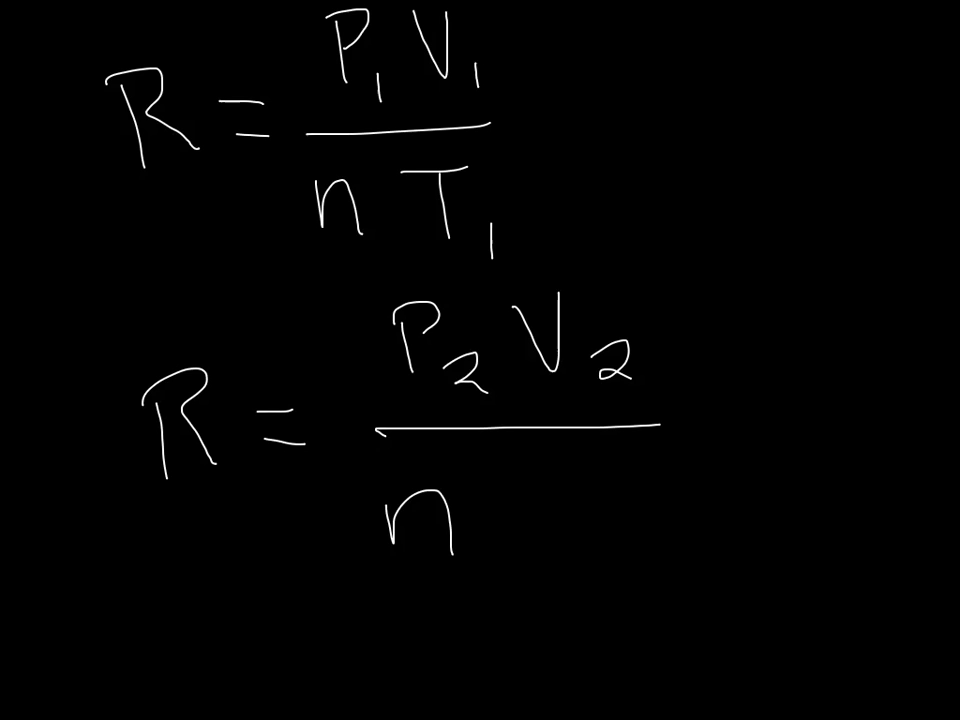 R = P₁V₁ / nT₁
R = P₂V₂ / n